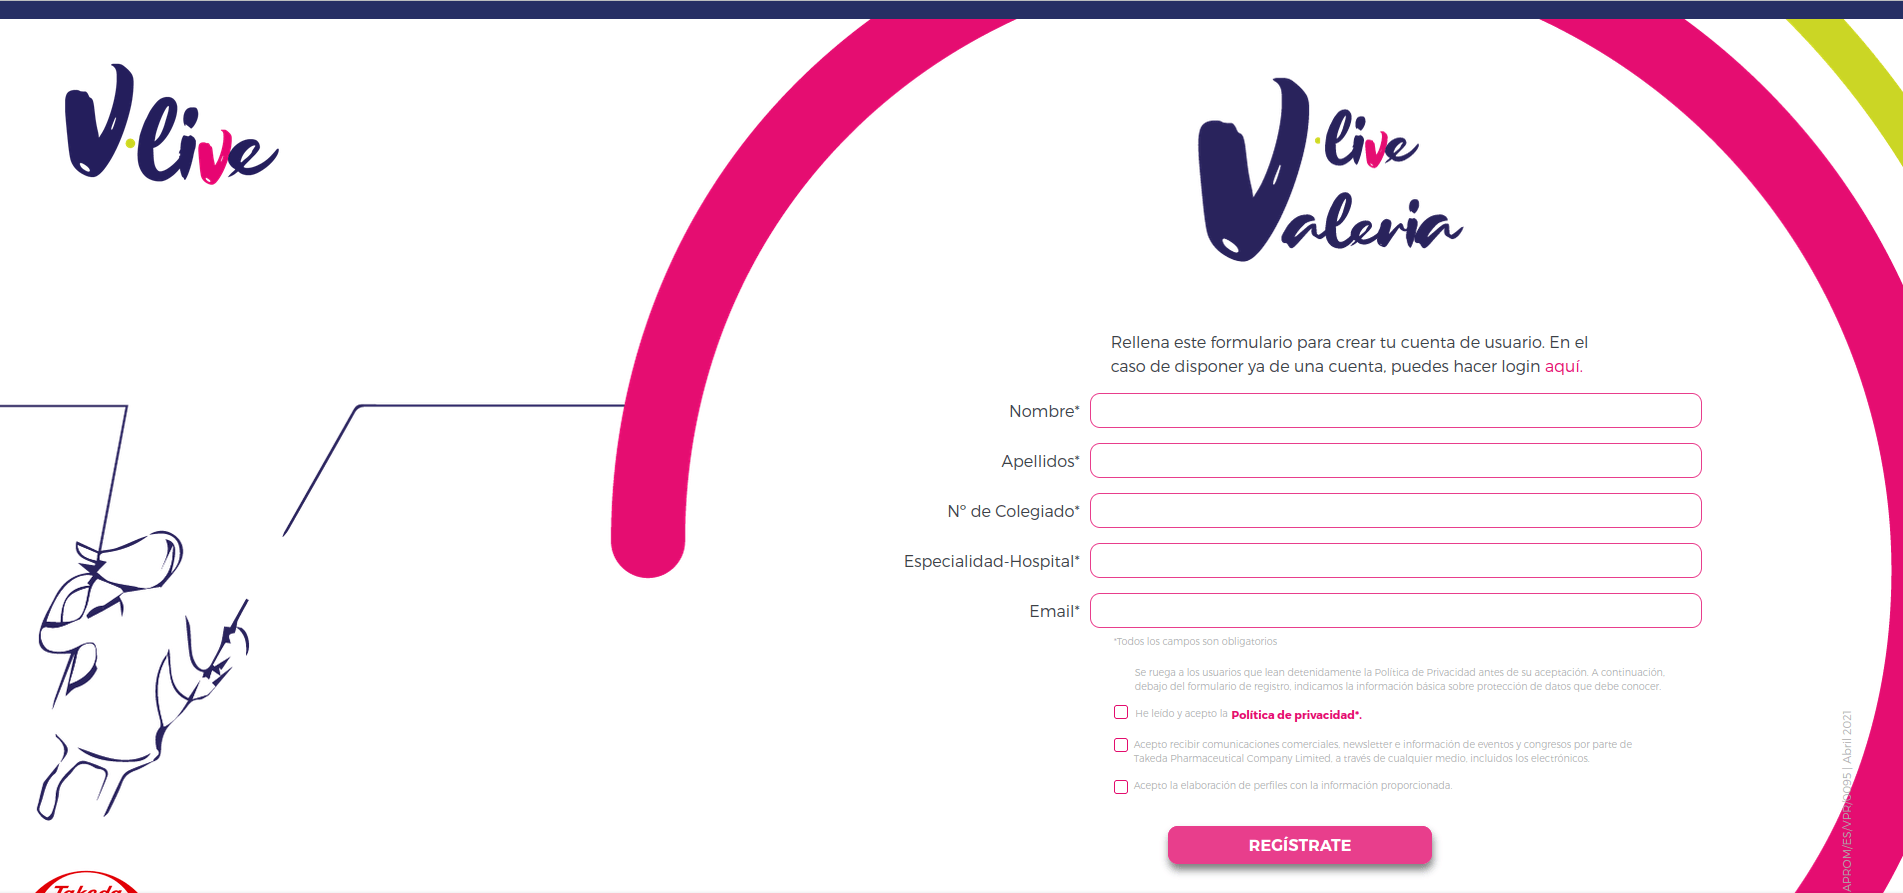 V·live
V·live
Valeria
Rellena este formulario para crear tu cuenta de usuario. En el
caso de disponer ya de una cuenta, puedes hacer login aquí.
Nombre*
Apellidos*
Nº de Colegiado*
Especialidad-Hospital*
Email*
*Todos los campos son obligatorios
Se ruega a los usuarios que lean detenidamente la Política de Privacidad antes de su aceptación. A continuación,
debajo del formulario de registro, indicamos la información básica sobre protección de datos que debe conocer.
He leído y acepto la Política de privacidad*.
Acepto recibir comunicaciones comerciales, newsletter e información de eventos y congresos por parte de
Takeda Pharmaceutical Company Limited, a través de cualquier medio, incluidos los electrónicos.
Acepto la elaboración de perfiles con la información proporcionada.
REGÍSTRATE
APROM/ES/VPR/0095 | Abril 2021
Takeda